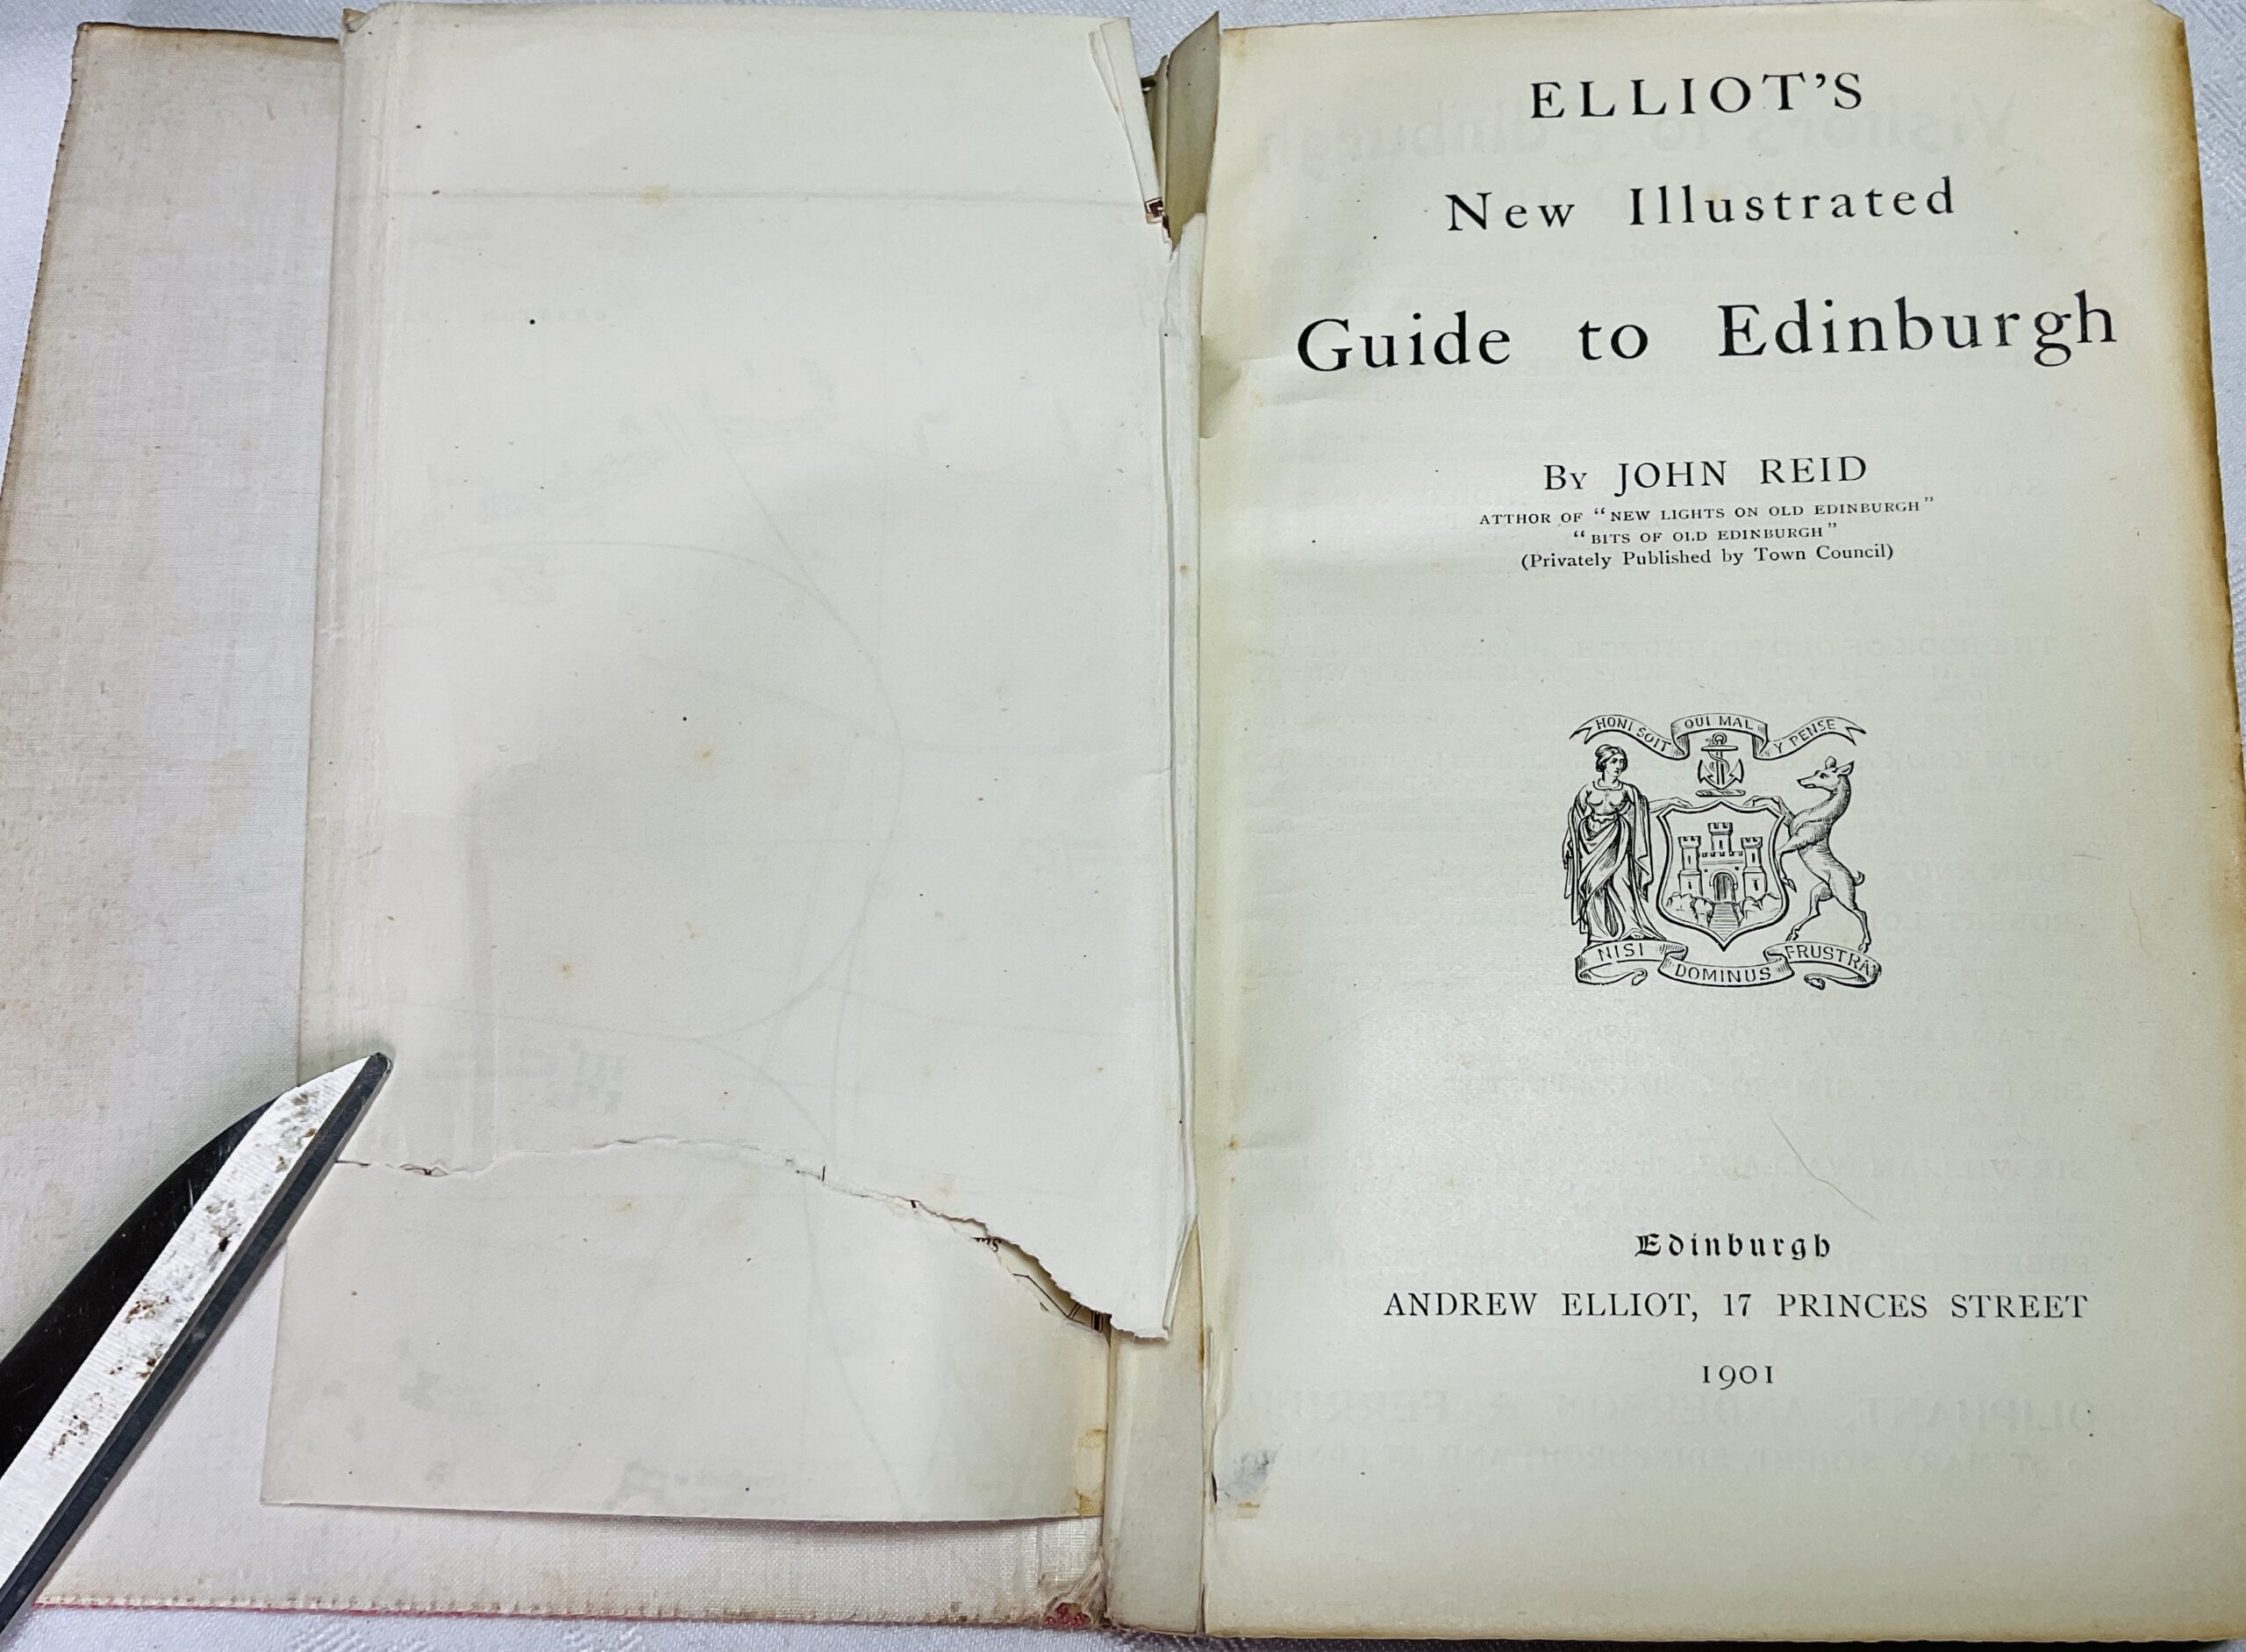 ELLIOT'S
New Illustrated
Guide to Edinburgh
By JOHN REID
ATTHOR OF “NEW LIGHTS ON OLD EDINBURGH”
“BITS OF OLD EDINBURGH”
(Privately Published by Town Council)
HONI SOIT QUI MAL Y PENSE
NISI DOMINUS FRUSTRA
Edinburgh
ANDREW ELLIOT, 17 PRINCES STREET
1901